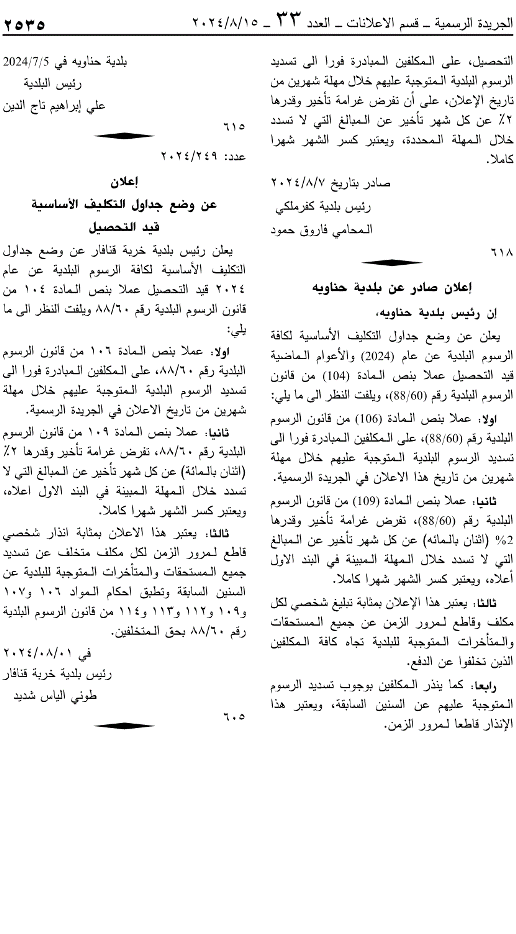 الجريدة الرسمية ـ قسم الاعلانات ـ العدد ٣٣ ـ ٢٠٢٤/٨/١٥
٢٥٣٥
التحصيل، على المكلفين المبادرة فورا الى تسديد
الرسوم البلدية المتوجبة عليهم خلال مهلة شهرين من
تاريخ الإعلان، على أن تفرض غرامة تأخير وقدرها
٢٪ عن كل شهر تأخير عن المبالغ التي لا تسدد
خلال المهلة المحددة، ويعتبر كسر الشهر شهرا
كاملا.
صادر بتاريخ ٢٠٢٤/٨/٧
رئيس بلدية كفرملكي
المحامي فاروق حمود
٦١٨
إعلان صادر عن بلدية حناويه
إن رئيس بلدية حناويه،
يعلن عن وضع جداول التكليف الأساسية لكافة
الرسوم البلدية عن عام (2024) والأعوام الماضية
قيد التحصيل عملا بنص المادة (104) من قانون
الرسوم البلدية رقم (88/60)، ويلفت النظر الى ما يلي:
اولا: عملا بنص المادة (106) من قانون الرسوم
البلدية رقم (88/60)، على المكلفين المبادرة فورا الى
تسديد الرسوم البلدية المتوجبة عليهم خلال مهلة
شهرين من تاريخ هذا الاعلان في الجريدة الرسمية.
ثانيا: عملا بنص المادة (109) من قانون الرسوم
البلدية رقم (88/60)، تفرض غرامة تأخير وقدرها
2% (اثنان بالمائه) عن كل شهر تأخير عن المبالغ
التي لا تسدد خلال المهلة المبينة في البند الاول
أعلاه، ويعتبر كسر الشهر شهرا كاملا.
ثالثا: يعتبر هذا الإعلان بمثابة تبليغ شخصي لكل
مكلف وقاطع لمرور الزمن عن جميع المستحقات
والمتأخرات المتوجبة للبلدية تجاه كافة المكلفين
الذين تخلفوا عن الدفع.
رابعا: كما ينذر المكلفين بوجوب تسديد الرسوم
المتوجبة عليهم عن السنين السابقة، ويعتبر هذا
الإنذار قاطعا لمرور الزمن.
بلدية حناويه في 2024/7/5
رئيس البلدية
علي إبراهيم تاج الدين
٦١٥
عدد: ٢٠٢٤/٢٤٩
إعلان
عن وضع جداول التكليف الأساسية
قيد التحصيل
يعلن رئيس بلدية خربة قنافار عن وضع جداول
التكليف الأساسية لكافة الرسوم البلدية عن عام
٢٠٢٤ قيد التحصيل عملا بنص المادة ١٠٤ من
قانون الرسوم البلدية رقم ٨٨/٦٠ ويلفت النظر الى ما
يلي:
اولا: عملا بنص المادة ١٠٦ من قانون الرسوم
البلدية رقم ٨٨/٦٠، على المكلفين المبادرة فورا الى
تسديد الرسوم البلدية المتوجبة عليهم خلال مهلة
شهرين من تاريخ الاعلان في الجريدة الرسمية.
ثانيا: عملا بنص المادة ١٠٩ من قانون الرسوم
البلدية رقم ٨٨/٦٠، تفرض غرامة تأخير وقدرها ٢٪
(اثنان بالمائة) عن كل شهر تأخير عن المبالغ التي لا
تسدد خلال المهلة المبينة في البند الاول اعلاه،
ويعتبر كسر الشهر شهرا كاملا.
ثالثا: يعتبر هذا الاعلان بمثابة انذار شخصي
قاطع لمرور الزمن لكل مكلف متخلف عن تسديد
جميع المستحقات والمتأخرات المتوجبة للبلدية عن
السنين السابقة وتطبق احكام المواد ١٠٦ و١٠٧
و١٠٩ و١١٢ و١١٣ و١١٤ من قانون الرسوم البلدية
رقم ٨٨/٦٠ بحق المتخلفين.
في ٢٠٢٤/٠٨/٠١
رئيس بلدية خربة قنافار
طوني الياس شديد
٦٠٥